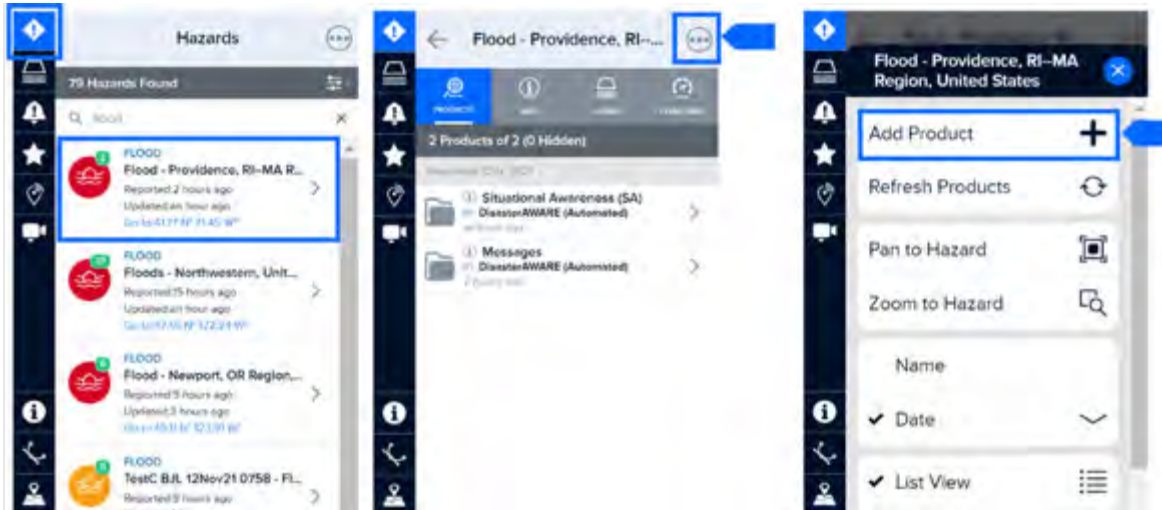 Hazards
79 Hazards Found
flood
FLOOD
Flood - Providence, RI-MA R...
Reported 2 hours ago
Updated an hour ago
FLOOD
Floods - Northwestern, Unit...
Reported 15 hours ago
Updated an hour ago
FLOOD
Flood - Newport, OR Region,...
Reported 9 hours ago
Updated 3 hours ago
FLOOD
TestC BJL 12Nov21 0758 - Fl...
Reported 9 hours ago
Flood - Providence, RI--...
PRODUCTS
2 Products of 2 (0 Hidden)
Situational Awareness (SA)
DisasterAWARE (Automated)
Messages
DisasterAWARE (Automated)
Flood - Providence, RI--MA
Region, United States
Add Product
Refresh Products
Pan to Hazard
Zoom to Hazard
Name
Date
List View